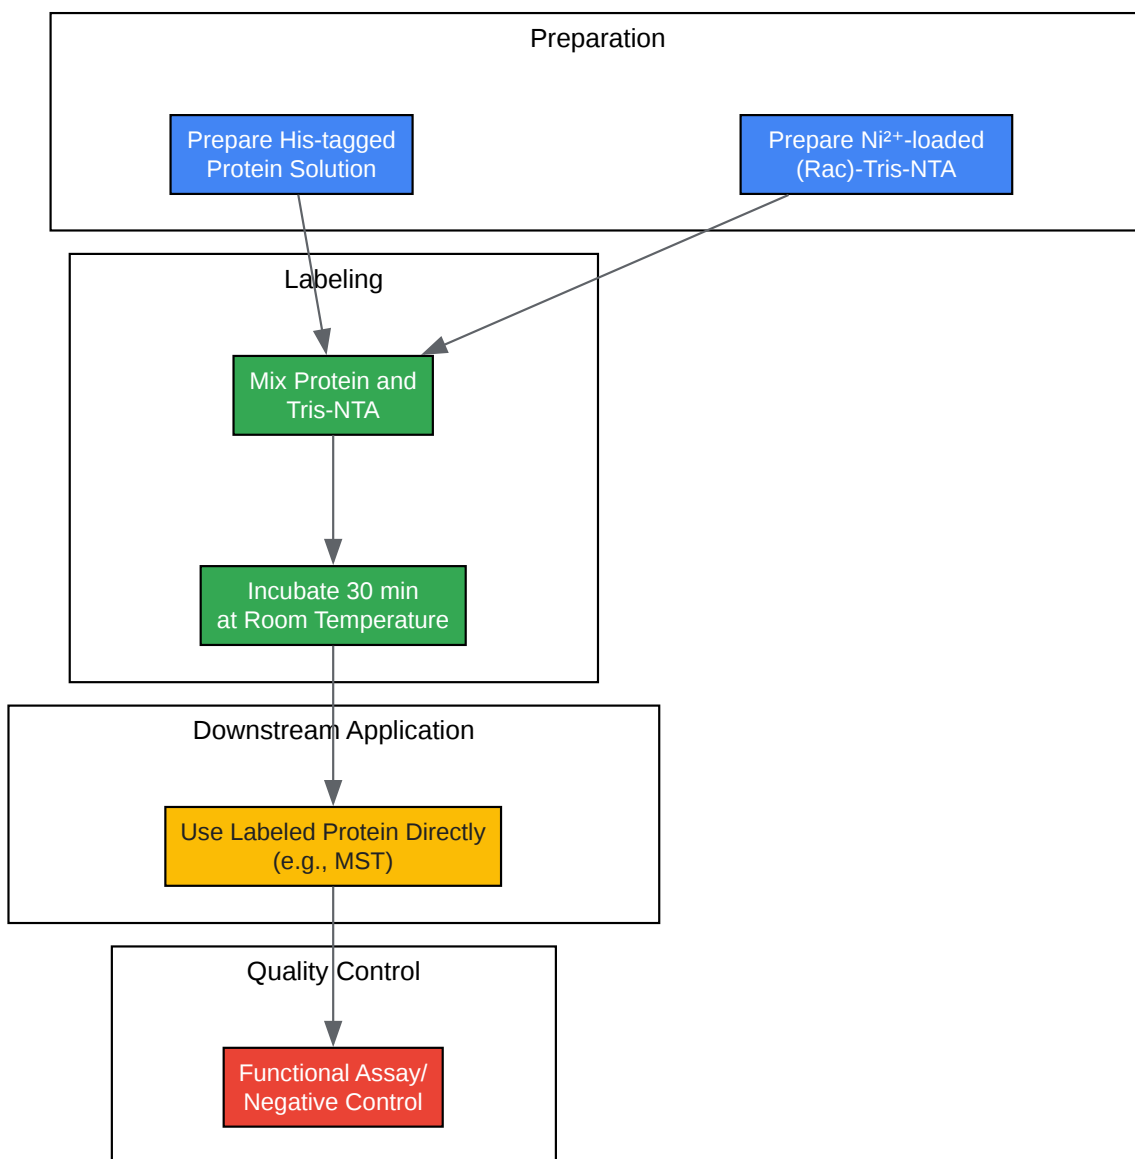 Preparation
Prepare His-tagged
Protein Solution
Prepare Ni²⁺-loaded
(Rac)-Tris-NTA
Labeling
Mix Protein and
Tris-NTA
Incubate 30 min
at Room Temperature
Downstream Application
Use Labeled Protein Directly
(e.g., MST)
Quality Control
Functional Assay/
Negative Control